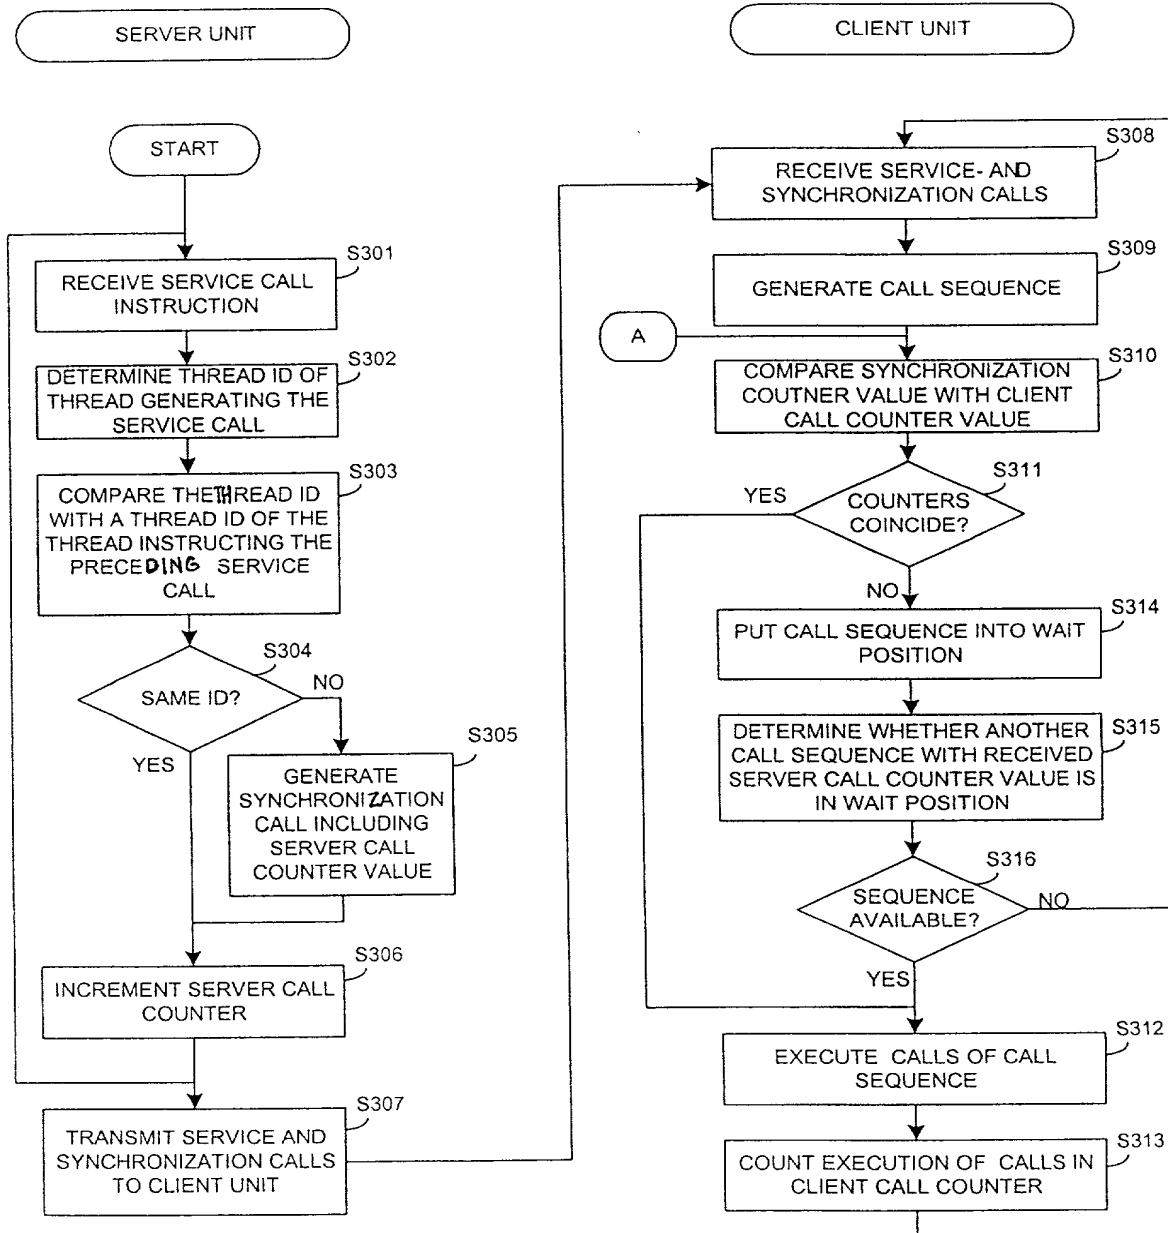 SERVER UNIT
START
S301
RECEIVE SERVICE CALL
INSTRUCTION
S302
DETERMINE THREAD ID OF
THREAD GENERATING THE
SERVICE CALL
S303
COMPARE THETHREAD ID
WITH A THREAD ID OF THE
THREAD INSTRUCTING THE
PRECEDING SERVICE
CALL
S304
SAME ID?
NO
YES
S305
GENERATE
SYNCHRONIZATION
CALL INCLUDING
SERVER CALL
COUNTER VALUE
S306
INCREMENT SERVER CALL
COUNTER
S307
TRANSMIT SERVICE AND
SYNCHRONIZATION CALLS
TO CLIENT UNIT
CLIENT UNIT
S308
RECEIVE SERVICE- AND
SYNCHRONIZATION CALLS
S309
GENERATE CALL SEQUENCE
A
S310
COMPARE SYNCHRONIZATION
COUTNER VALUE WITH CLIENT
CALL COUNTER VALUE
S311
YES
COUNTERS
COINCIDE?
NO
S314
PUT CALL SEQUENCE INTO WAIT
POSITION
S315
DETERMINE WHETHER ANOTHER
CALL SEQUENCE WITH RECEIVED
SERVER CALL COUNTER VALUE IS
IN WAIT POSITION
S316
SEQUENCE
AVAILABLE?
NO
YES
S312
EXECUTE CALLS OF CALL
SEQUENCE
S313
COUNT EXECUTION OF CALLS IN
CLIENT CALL COUNTER